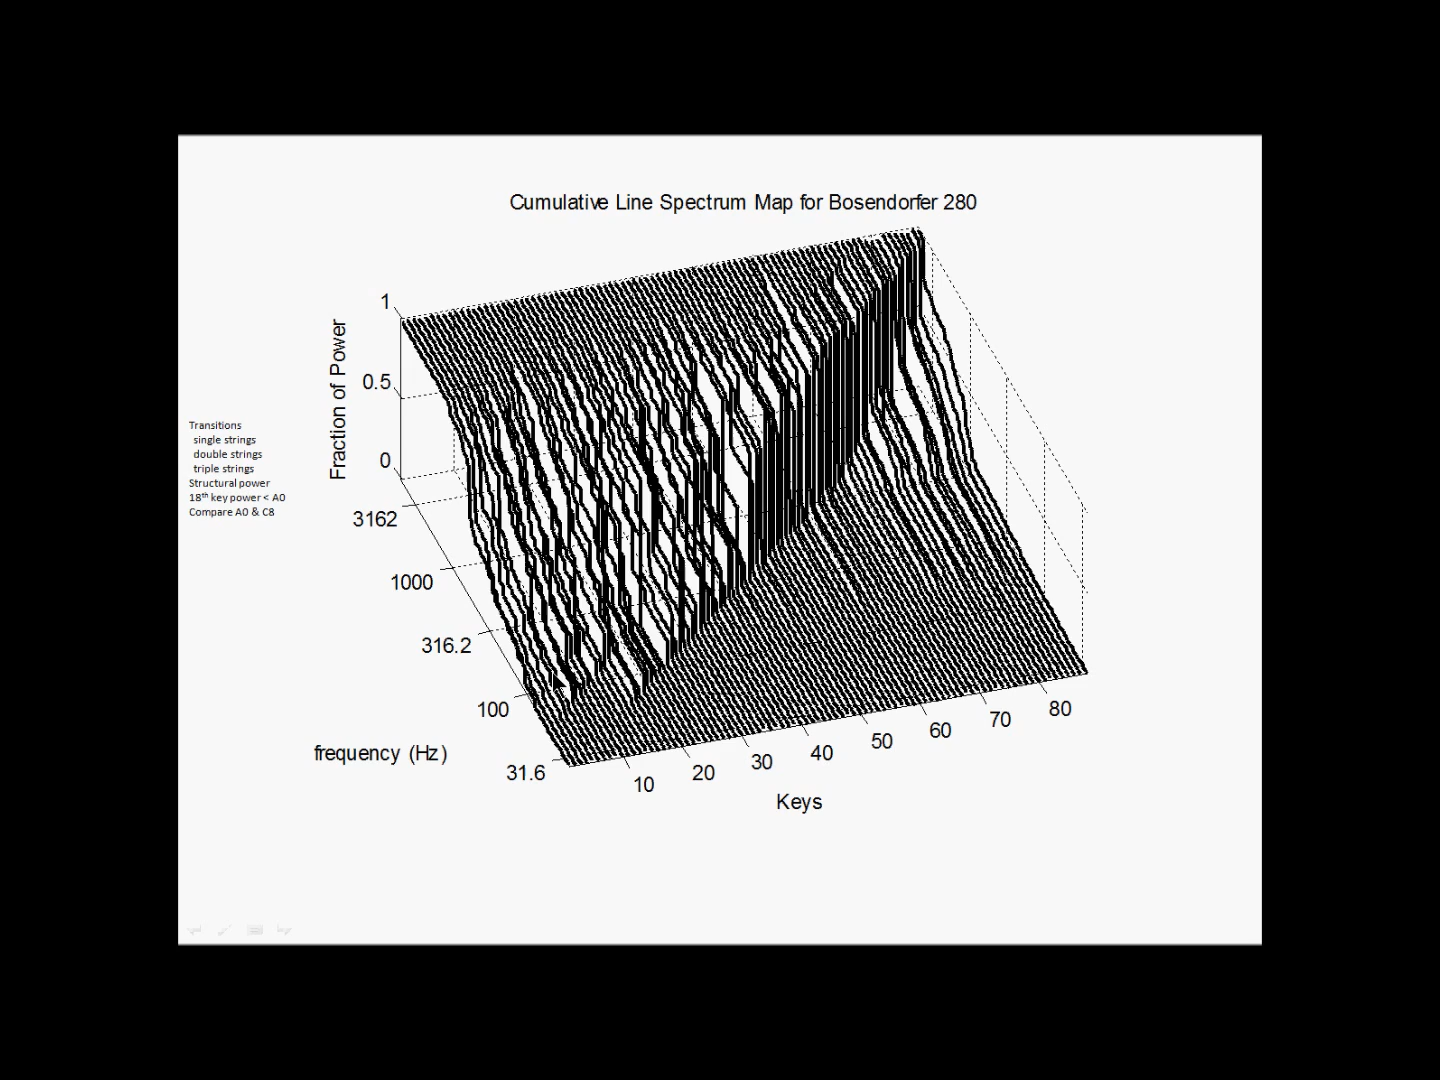 Cumulative Line Spectrum Map for Bosendorfer 280
1
0.5
0
Fraction of Power
Transitions
single strings
double strings
triple strings
Structural power
18th key power < A0
Compare A0 & C8
3162
1000
316.2
100
31.6
frequency (Hz)
10
20
30
40
50
60
70
80
Keys